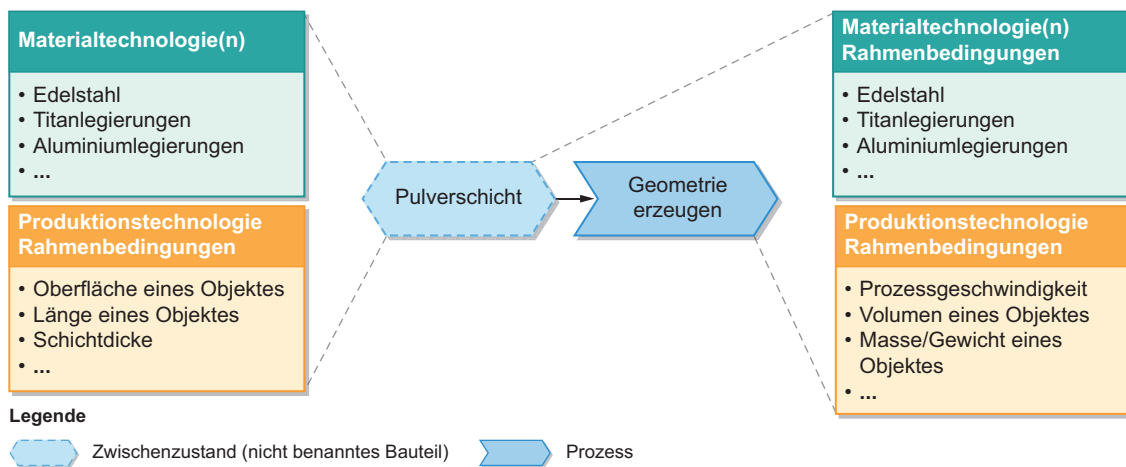 Materialtechnologie(n)
• Edelstahl
• Titanlegierungen
• Aluminiumlegierungen
• ...
Produktionstechnologie
Rahmenbedingungen
• Oberfläche eines Objektes
• Länge eines Objektes
• Schichtdicke
• ...
Pulverschicht
Geometrie
erzeugen
Materialtechnologie(n)
Rahmenbedingungen
• Edelstahl
• Titanlegierungen
• Aluminiumlegierungen
• ...
Produktionstechnologie
Rahmenbedingungen
• Prozessgeschwindigkeit
• Volumen eines Objektes
• Masse/Gewicht eines
Objektes
• ...
Legende
Zwischenzustand (nicht benanntes Bauteil)
Prozess